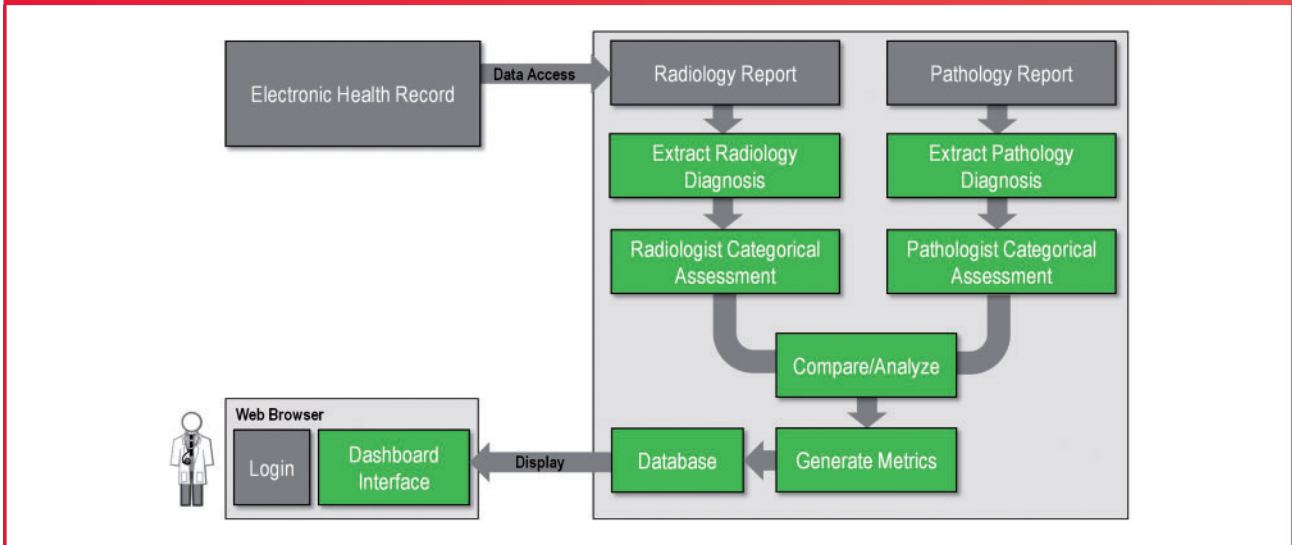 Electronic Health Record
Data Access
Radiology Report
Pathology Report
Extract Radiology
Diagnosis
Extract Pathology
Diagnosis
Radiologist Categorical
Assessment
Pathologist Categorical
Assessment
Compare/Analyze
Generate Metrics
Database
Display
Web Browser
Login
Dashboard
Interface